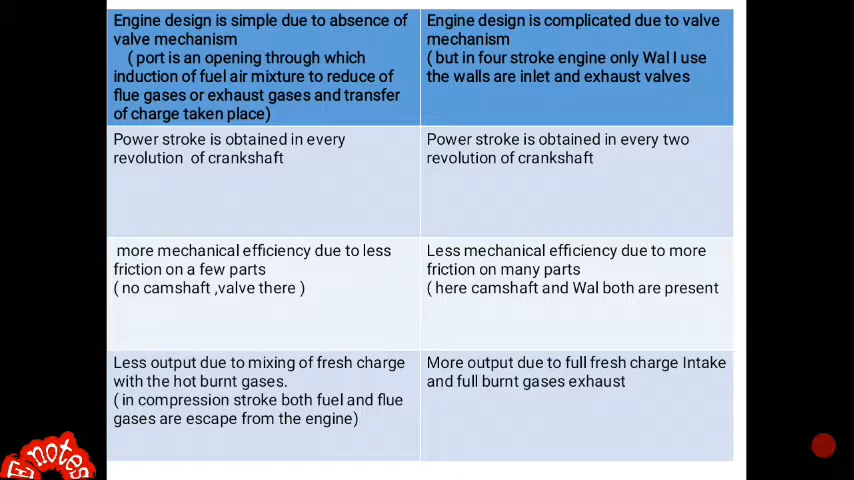 Engine design is simple due to absence of
valve mechanism
( port is an opening through which
induction of fuel air mixture to reduce of
flue gases or exhaust gases and transfer
of charge taken place)
Engine design is complicated due to valve
mechanism
( but in four stroke engine only Wal I use
the walls are inlet and exhaust valves
Power stroke is obtained in every
revolution of crankshaft
Power stroke is obtained in every two
revolution of crankshaft
more mechanical efficiency due to less
friction on a few parts
( no camshaft ,valve there )
Less mechanical efficiency due to more
friction on many parts
( here camshaft and Wal both are present
Less output due to mixing of fresh charge
with the hot burnt gases.
( in compression stroke both fuel and flue
gases are escape from the engine)
More output due to full fresh charge Intake
and full burnt gases exhaust
E notes